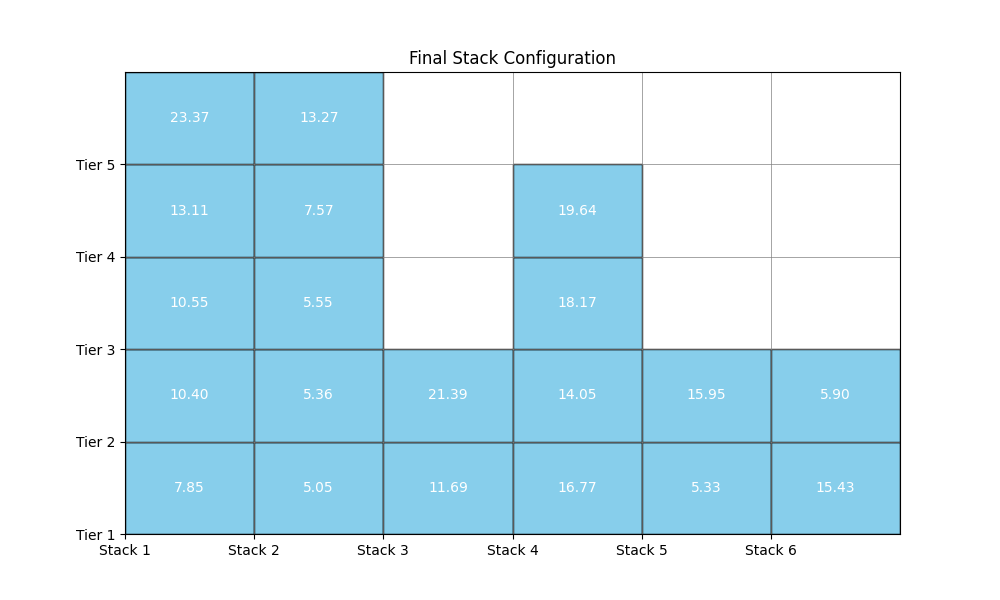 Final Stack Configuration
23.37 13.27
Tier 5
13.11 7.57 19.64
Tier 4
10.55 5.55 18.17
Tier 3
10.40 5.36 21.39 14.05 15.95 5.90
Tier 2
7.85 5.05 11.69 16.77 5.33 15.43
Tier 1
Stack 1 Stack 2 Stack 3 Stack 4 Stack 5 Stack 6